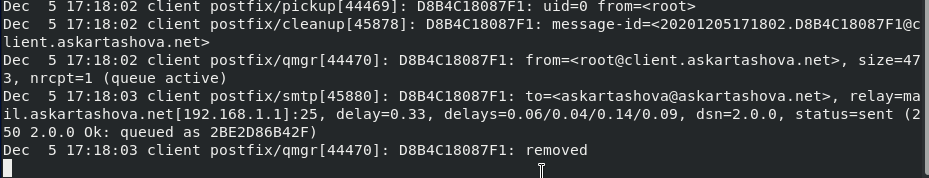 Dec  5 17:18:02 client postfix/pickup[44469]: D8B4C18087F1: uid=0 from=<root>
Dec  5 17:18:02 client postfix/cleanup[45878]: D8B4C18087F1: message-id=<20201205171802.D8B4C18087F1@c
lient.askartashova.net>
Dec  5 17:18:02 client postfix/qmgr[44470]: D8B4C18087F1: from=<root@client.askartashova.net>, size=47
3, nrcpt=1 (queue active)
Dec  5 17:18:03 client postfix/smtp[45880]: D8B4C18087F1: to=<askartashova@askartashova.net>, relay=ma
il.askartashova.net[192.168.1.1]:25, delay=0.33, delays=0.06/0.04/0.14/0.09, dsn=2.0.0, status=sent (2
50 2.0.0 Ok: queued as 2BE2D86B42F)
Dec  5 17:18:03 client postfix/qmgr[44470]: D8B4C18087F1: removed